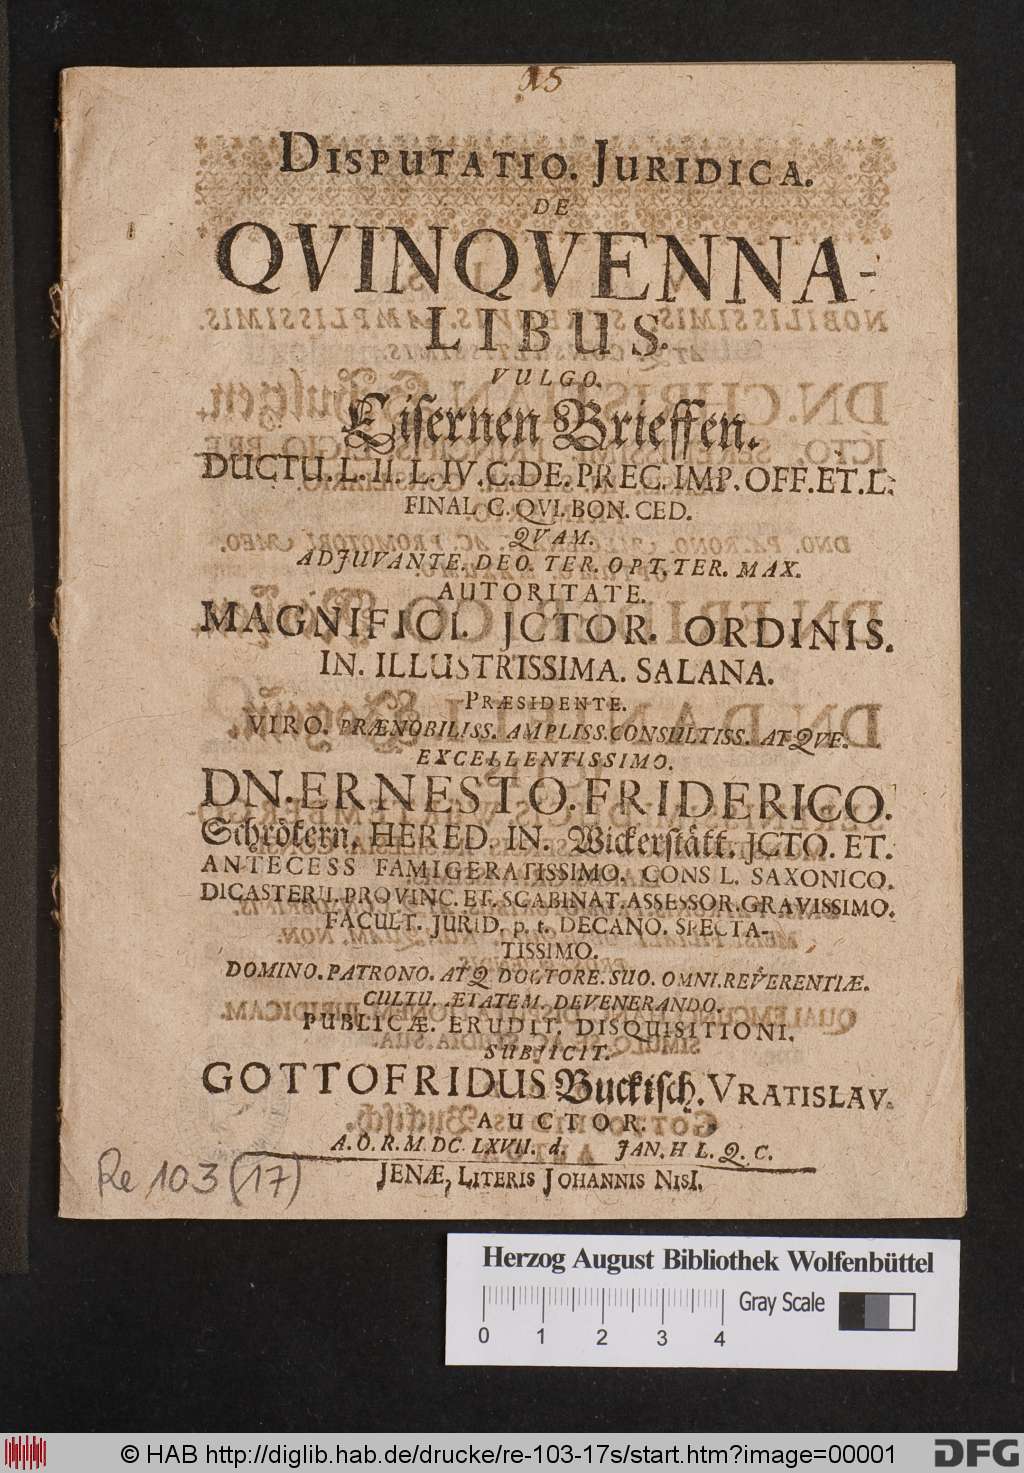 15
DISPUTATIO. JURIDICA.
DE
QVINQVENNA-
LIBUS.
VULGO.
Eisernen Brieffen.
DUCTU. L. II. L. IV. C. DE. PREC. IMP. OFF. ET. L.
FINAL C. QVI. BON. CED.
QVAM.
ADJUVANTE. DEO. TER. OPT. TER. MAX.
AUTORITATE.
MAGNIFICI. JCTOR. ORDINIS.
IN. ILLUSTRISSIMA. SALANA.
PRÆSIDENTE.
VIRO. PRÆNOBILISS. AMPLISS. CONSULTISS. ATQVE.
EXCELLENTISSIMO.
DN. ERNESTO. FRIDERICO.
Schrötern, HERED. IN. Wickerstätt. JCTO. ET.
ANTECESS FAMIGERATISSIMO. CONSIL. SAXONICO.
DICASTERII. PROVINC. ET. SCABINAT. ASSESSOR. GRAVISSIMO.
FACULT. JURID. p. t. DECANO. SPECTA-
TISSIMO.
DOMINO. PATRONO. ATQ DOCTORE. SUO. OMNI. REVERENTIÆ.
CULTU. ÆTATEM. DEVENERANDO.
PUBLICÆ. ERUDIT. DISQUISITIONI.
SUBJICIT.
GOTTOFRIDUS Buckisch. VRATISLAV.
AUCTOR.
A. O. R. M. DC. LXVII. d. JAN. H L. Q. C.
JENÆ, LITERIS JOHANNIS NISI.
Re 103 (17)
Herzog August Bibliothek Wolfenbüttel
Gray Scale
0 1 2 3 4
© HAB http://diglib.hab.de/drucke/re-103-17s/start.htm?image=00001
DFG